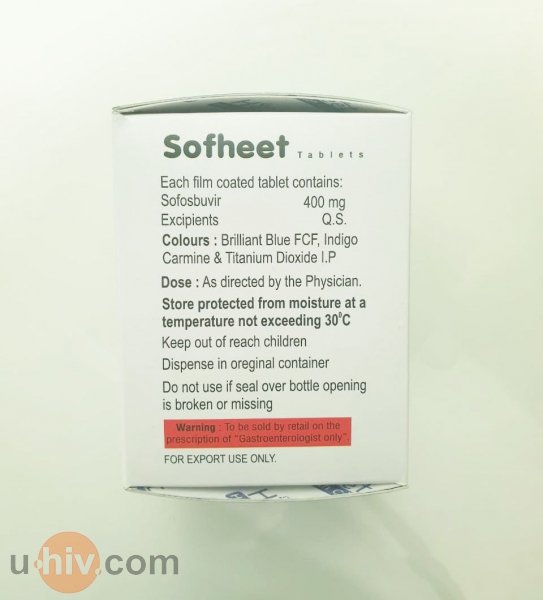 Sofheet Tablets
Each film coated tablet contains:
Sofosbuvir 400 mg
Excipients Q.S.
Colours : Brilliant Blue FCF, Indigo
Carmine & Titanium Dioxide I.P
Dose : As directed by the Physician.
Store protected from moisture at a
temperature not exceeding 30°C
Keep out of reach children
Dispense in oreginal container
Do not use if seal over bottle opening
is broken or missing
Warning : To be sold by retail on the
prescription of "Gastroenterologist only".
FOR EXPORT USE ONLY.
u-hiv.com